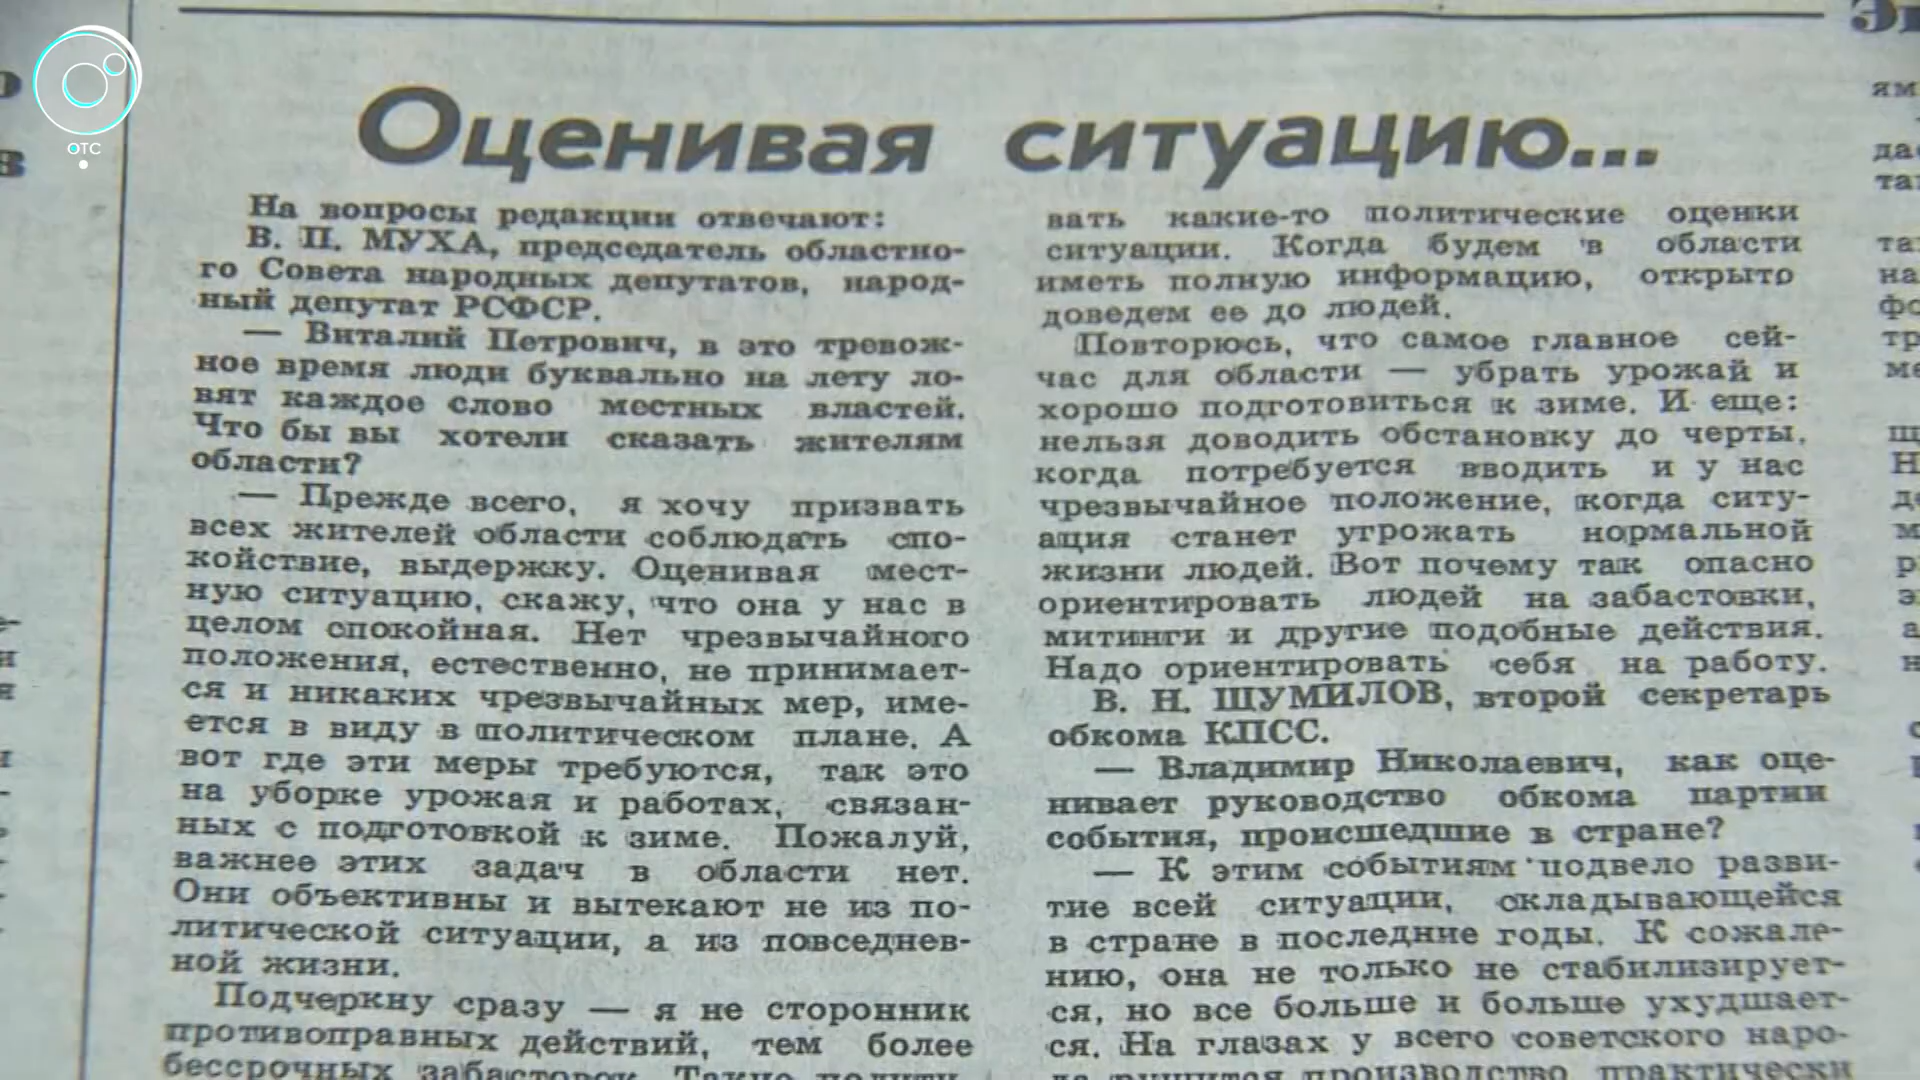 ОТС
Оценивая ситуацию...
На вопросы редакции отвечают:
В. П. МУХА, председатель областно-
го Совета народных депутатов, народ-
ный депутат РСФСР.
— Виталий Петрович, в это тревож-
ное время люди буквально на лету ло-
вят каждое слово местных властей.
Что бы вы хотели сказать жителям
области?
— Прежде всего, я хочу призвать
всех жителей области соблюдать спо-
койствие, выдержку. Оценивая мест-
ную ситуацию, скажу, что она у нас в
целом спокойная. Нет чрезвычайного
положения, естественно, не принимает-
ся и никаких чрезвычайных мер, име-
ется в виду в политическом плане. А
вот где эти меры требуются, так это
на уборке урожая и работах, связан-
ных с подготовкой к зиме. Пожалуй,
важнее этих задач в области нет.
Они объективны и вытекают не из по-
литической ситуации, а из повседнев-
ной жизни.
Подчеркну сразу — я не сторонник
противоправных действий, тем более
бессрочных забастовок.
вать какие-то политические оценки
ситуации. Когда будем в области
иметь полную информацию, открыто
доведем ее до людей.
Повторюсь, что самое главное сей-
час для области — убрать урожай и
хорошо подготовиться к зиме. И еще:
нельзя доводить обстановку до черты,
когда потребуется вводить и у нас
чрезвычайное положение, когда ситу-
ация станет угрожать нормальной
жизни людей. Вот почему так опасно
ориентировать людей на забастовки,
митинги и другие подобные действия.
Надо ориентировать себя на работу.
В. Н. ШУМИЛОВ, второй секретарь
обкома КПСС.
— Владимир Николаевич, как оце-
нивает руководство обкома партии
события, происшедшие в стране?
— К этим событиям подвело разви-
тие всей ситуации, складывающейся
в стране в последние годы. К сожале-
нию, она не только не стабилизирует-
ся, но все больше и больше ухудшает-
ся. На глазах у всего советского наро-
да рушится производство, практически